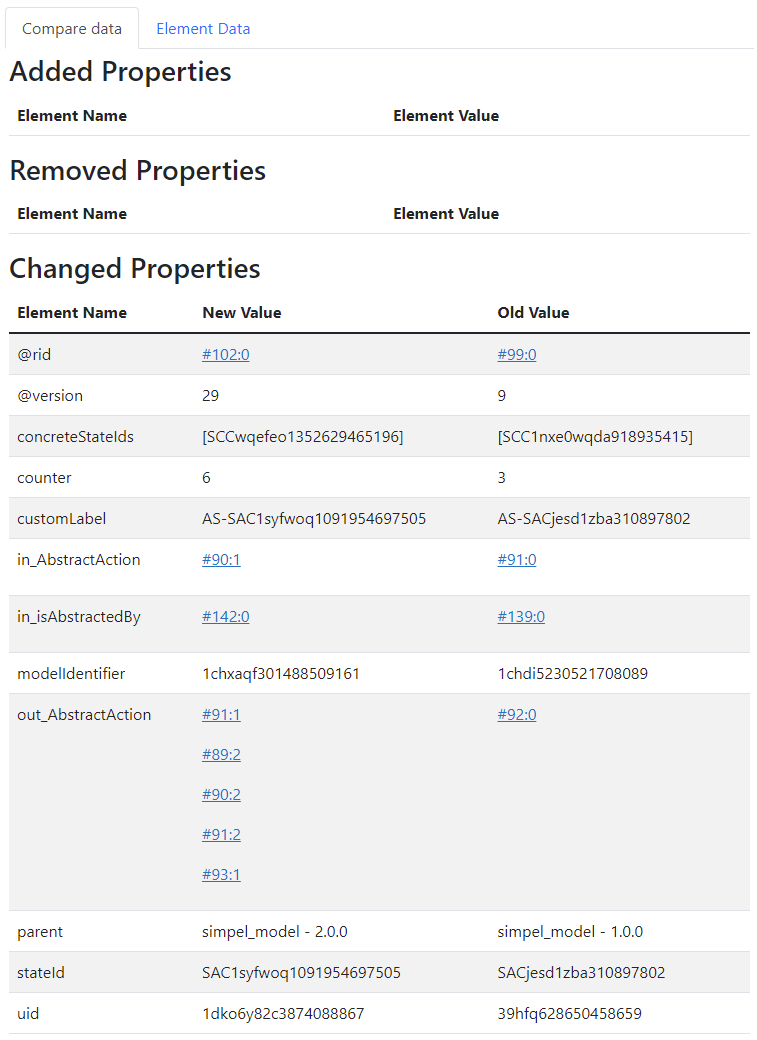 Compare data Element Data
Added Properties
Element Name Element Value
Removed Properties
Element Name Element Value
Changed Properties
Element Name New Value Old Value
@rid #102:0 #99:0
@version 29 9
concreteStateIds [SCCwqefeo1352629465196] [SCC1nxe0wqda918935415]
counter 6 3
customLabel AS-SAC1syfwoq1091954697505 AS-SACjesd1zba310897802
in_AbstractAction #90:1 #91:0
in_isAbstractedBy #142:0 #139:0
modelIdentifier 1chxaqf301488509161 1chdi5230521708089
out_AbstractAction #91:1 #92:0
#89:2
#90:2
#91:2
#93:1
parent simpel_model - 2.0.0 simpel_model - 1.0.0
stateId SAC1syfwoq1091954697505 SACjesd1zba310897802
uid 1dko6y82c3874088867 39hfq628650458659